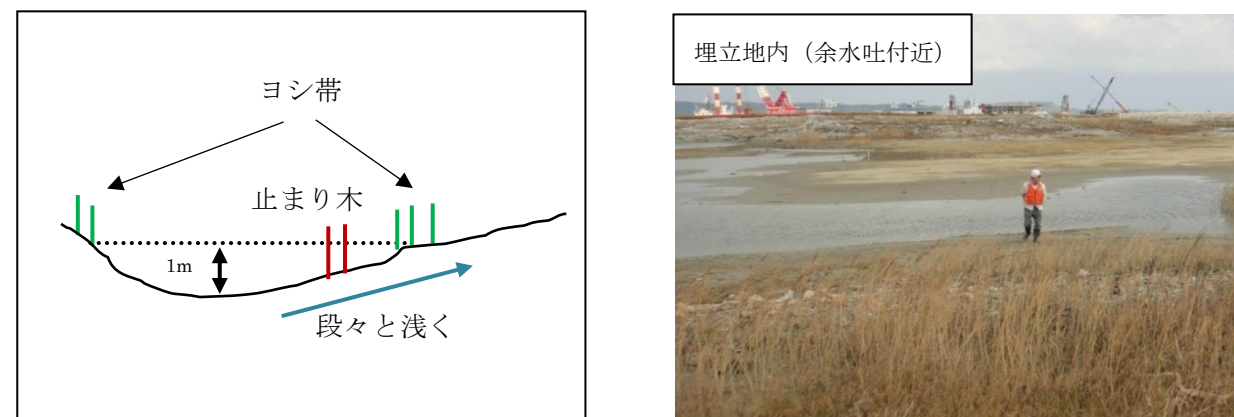 ヨシ帯
止まり木
1m
段々と浅く
埋立地内（余水吐付近）